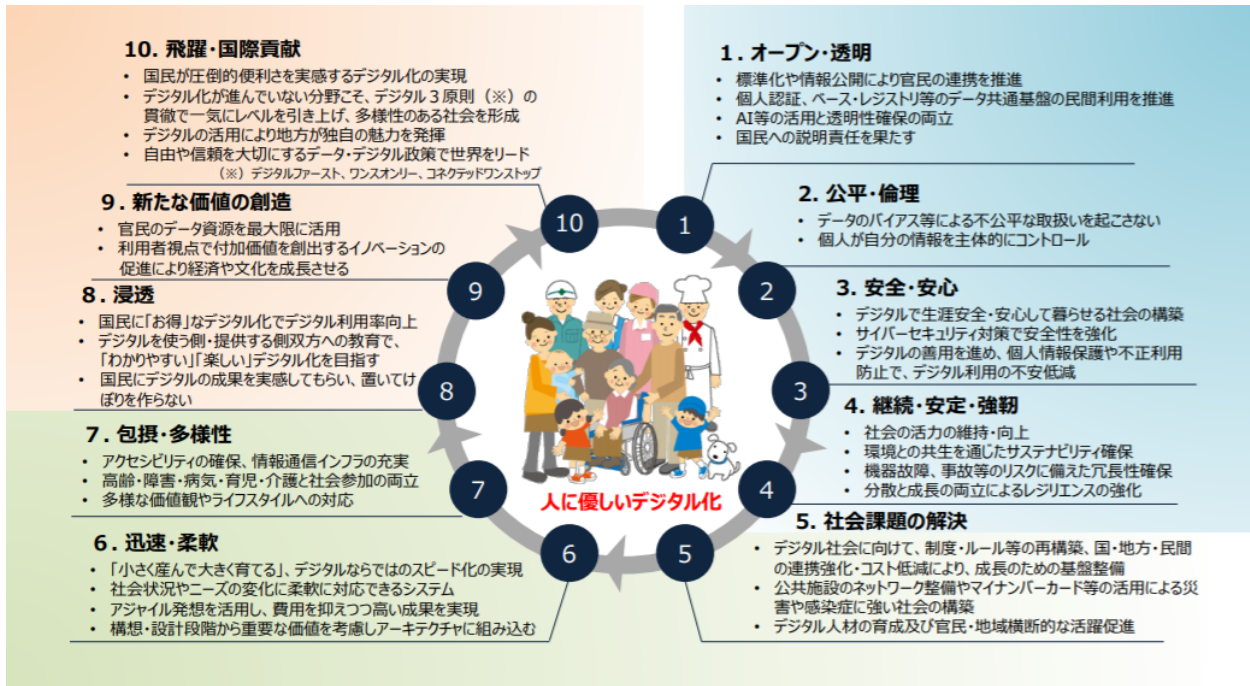 1. オープン・透明
• 標準化や情報公開により官民の連携を推進
• 個人認証、ベース・レジストリ等のデータ共通基盤の民間利用を推進
• AI等の活用と透明性確保の両立
• 国民への説明責任を果たす
2. 公平・倫理
• データのバイアス等による不公平な取扱いを起こさない
• 個人が自分の情報を主体的にコントロール
3. 安全・安心
• デジタルで生涯安全・安心して暮らせる社会の構築
• サイバーセキュリティ対策で安全性を強化
• デジタルの善用を進め、個人情報保護や不正利用
防止で、デジタル利用の不安低減
4. 継続・安定・強靭
• 社会の活力の維持・向上
• 環境との共生を通じたサステナビリティ確保
• 機器故障、事故等のリスクに備えた冗長性確保
• 分散と成長の両立によるレジリエンスの強化
5. 社会課題の解決
• デジタル社会に向けて、制度・ルール等の再構築、国・地方・民間
の連携強化・コスト低減により、成長のための基盤整備
• 公共施設のネットワーク整備やマイナンバーカード等の活用による災
害や感染症に強い社会の構築
• デジタル人材の育成及び官民・地域横断的な活躍促進
6. 迅速・柔軟
• 「小さく産んで大きく育てる」、デジタルならではのスピード化の実現
• 社会状況やニーズの変化に柔軟に対応できるシステム
• アジャイル発想を活用し、費用を抑えつつ高い成果を実現
• 構想・設計段階から重要な価値を考慮しアーキテクチャに組み込む
7. 包摂・多様性
• アクセシビリティの確保、情報通信インフラの充実
• 高齢・障害・病気・育児・介護と社会参加の両立
• 多様な価値観やライフスタイルへの対応
8. 浸透
• 国民に「お得」なデジタル化でデジタル利用率向上
• デジタルを使う側・提供する側双方への教育で、
「わかりやすい」「楽しい」デジタル化を目指す
• 国民にデジタルの成果を実感してもらい、置いてけ
ぼりを作らない
9. 新たな価値の創造
• 官民のデータ資源を最大限に活用
• 利用者視点で付加価値を創出するイノベーションの
促進により経済や文化を成長させる
10. 飛躍・国際貢献
• 国民が圧倒的便利さを実感するデジタル化の実現
• デジタル化が進んでいない分野こそ、デジタル3原則（※）の
貫徹で一気にレベルを引き上げ、多様性のある社会を形成
• デジタルの活用により地方が独自の魅力を発揮
• 自由や信頼を大切にするデータ・デジタル政策で世界をリード
（※）デジタルファースト、ワンスオンリー、コネクテッドワンストップ
1
2
3
4
5
6
7
8
9
10
人に優しいデジタル化